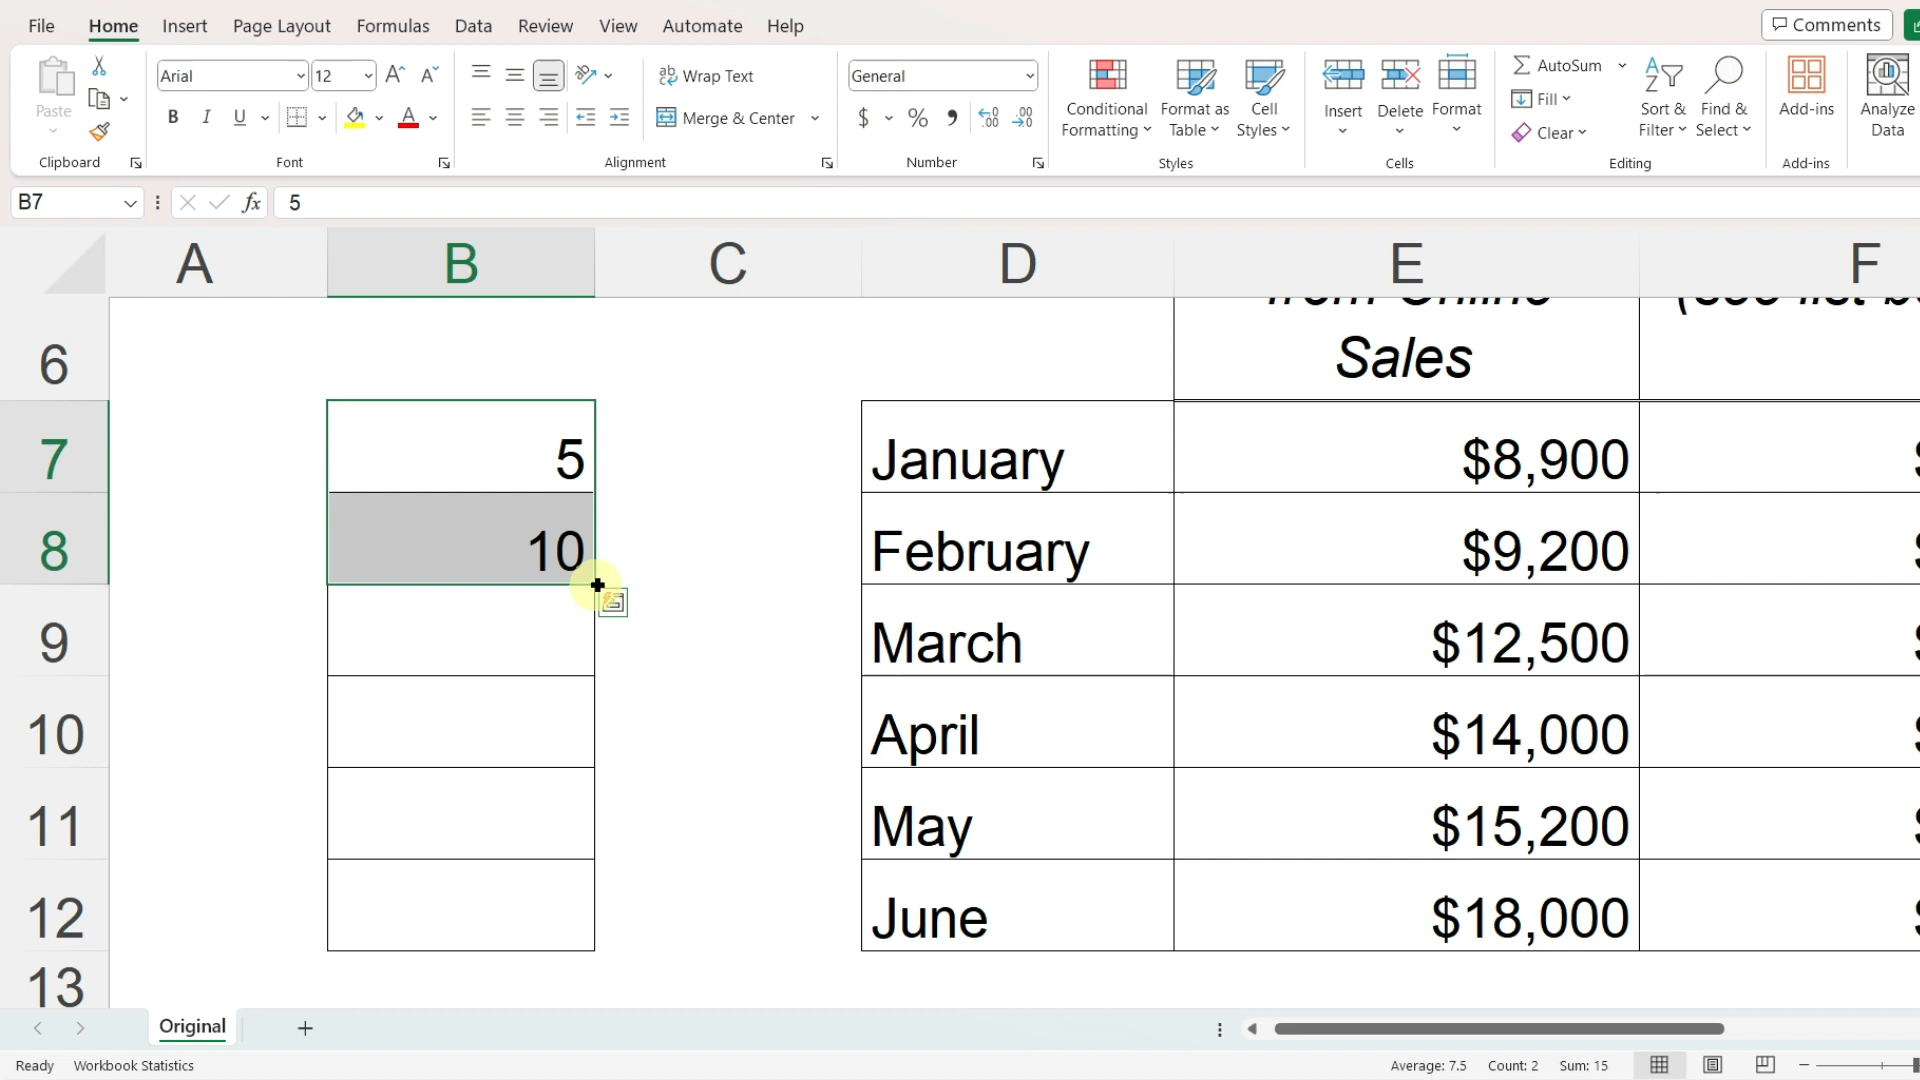 File Home Insert Page Layout Formulas Data Review View Automate Help Comments
Arial 12 Wrap Text General AutoSum
Paste Conditional Formatting Format as Table Cell Styles Insert Delete Format Fill Sort & Filter Find & Select Add-ins Analyze Data
B I U A Merge & Center $ % Clear
Clipboard Font Alignment Number Styles Cells Editing Add-ins
B7 fx 5
A B C D E F
6 Sales
7 5 January $8,900
8 10 February $9,200
9 March $12,500
10 April $14,000
11 May $15,200
12 June $18,000
13
Original
Ready Workbook Statistics Average: 7.5 Count: 2 Sum: 15